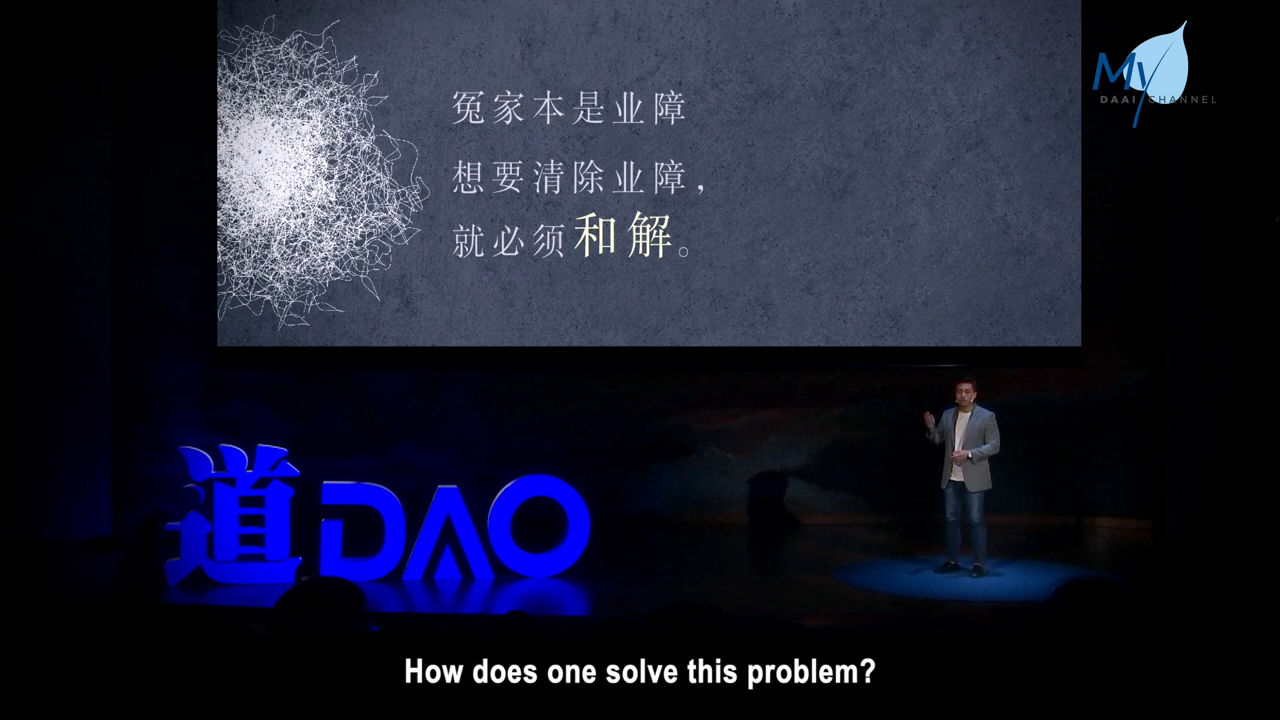 冤家本是业障
想要清除业障，
就必须和解。
My
DAAI CHANNEL
道DAO
How does one solve this problem?